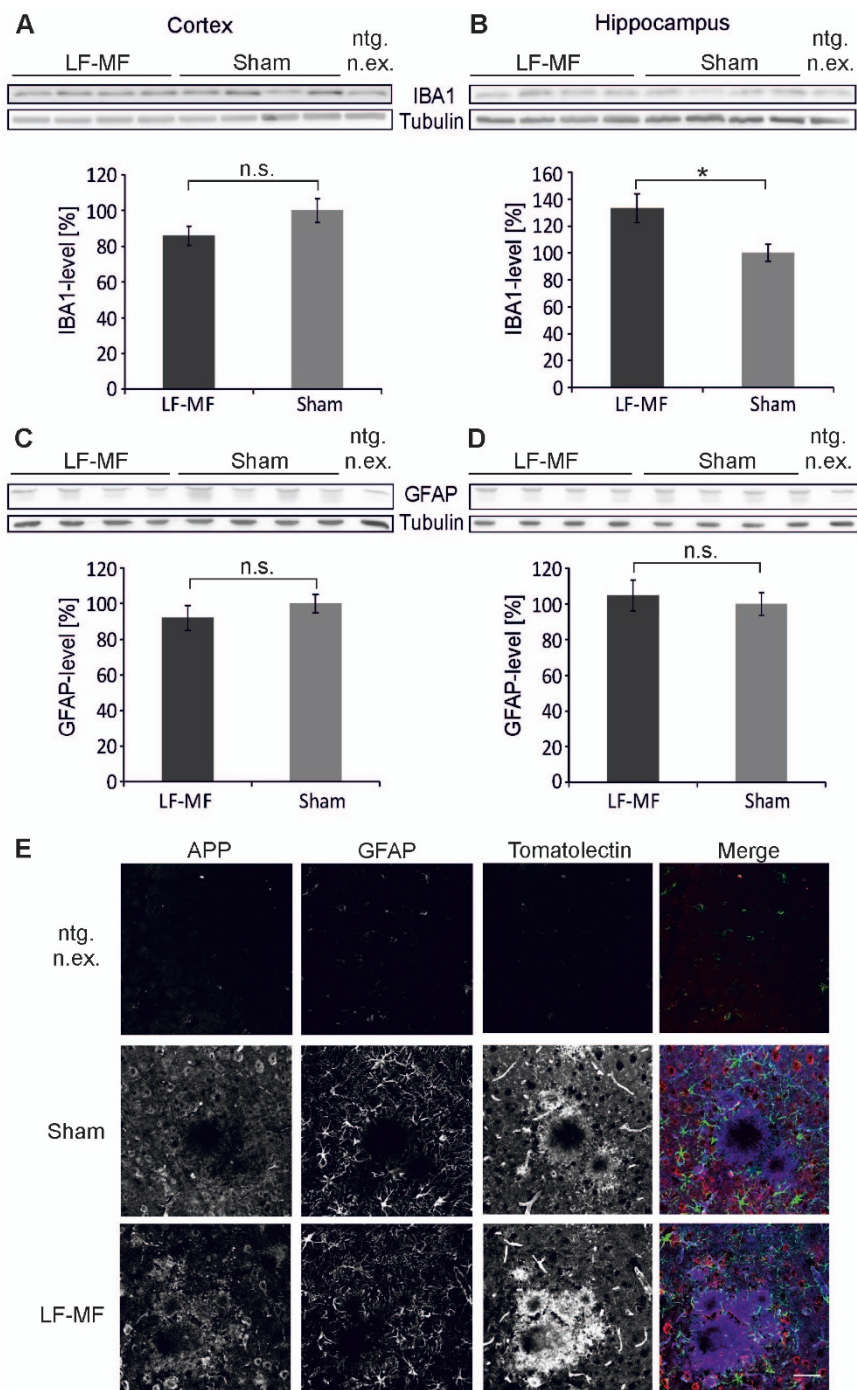 A
Cortex
LF-MF Sham ntg. n.ex.
IBA1
Tubulin
IBA1-level [%]
120
100
80
60
40
20
0
n.s.
LF-MF Sham
B
Hippocampus
LF-MF Sham ntg. n.ex.
IBA1-level [%]
160
140
120
100
80
60
40
20
0
*
LF-MF Sham
C
LF-MF Sham ntg. n.ex.
GFAP
Tubulin
GFAP-level [%]
120
100
80
60
40
20
0
n.s.
LF-MF Sham
D
LF-MF Sham ntg. n.ex.
GFAP-level [%]
120
100
80
60
40
20
0
n.s.
LF-MF Sham
E
APP GFAP Tomatolectin Merge
ntg.
n.ex.
Sham
LF-MF